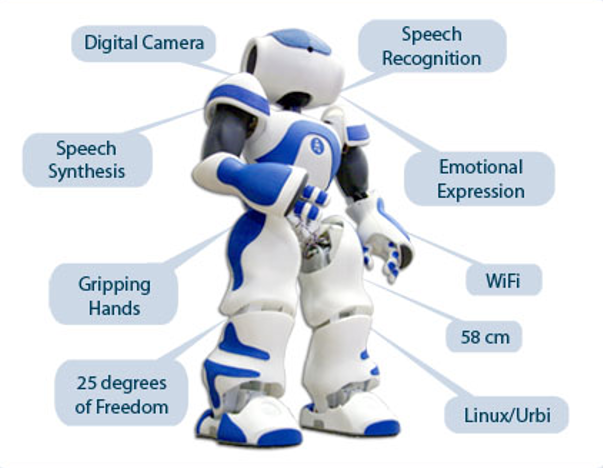 Digital Camera
Speech
Recognition
Speech
Synthesis
Emotional
Expression
Gripping
Hands
WiFi
58 cm
25 degrees
of Freedom
Linux/Urbi